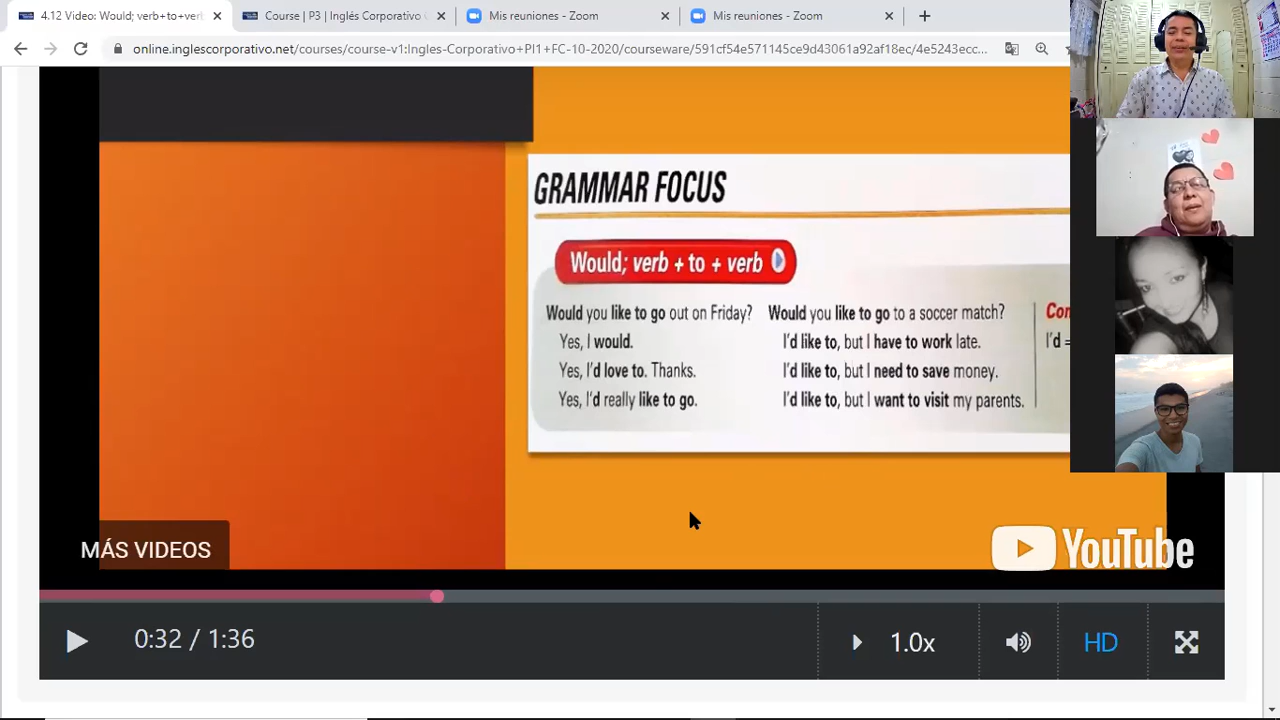 4.12 Video: Would; verb+to+verb
Course | P3 | Inglés Corporativo
Mis reuniones - Zoom
Mis reuniones - Zoom
online.inglescorporativo.net/courses/course-v1:Ingles-Corporativo+PI1+FC-10-2020/courseware/591cf54e571145ce9d43061a92af18ec/4e5243ecc...
GRAMMAR FOCUS
Would; verb + to + verb
Would you like to go out on Friday?
Yes, I would.
Yes, I'd love to. Thanks.
Yes, I'd really like to go.
Would you like to go to a soccer match?
I'd like to, but I have to work late.
I'd like to, but I need to save money.
I'd like to, but I want to visit my parents.
I'd =
MÁS VIDEOS
YouTube
0:32 / 1:36
1.0x
HD